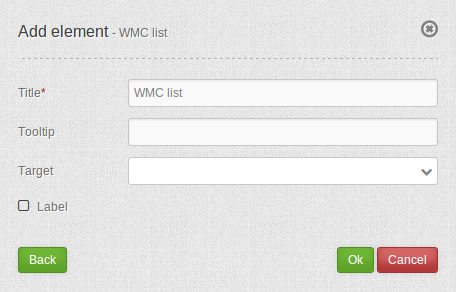 Add element - WMC list
Title* WMC list
Tooltip
Target
Label
Back Ok Cancel